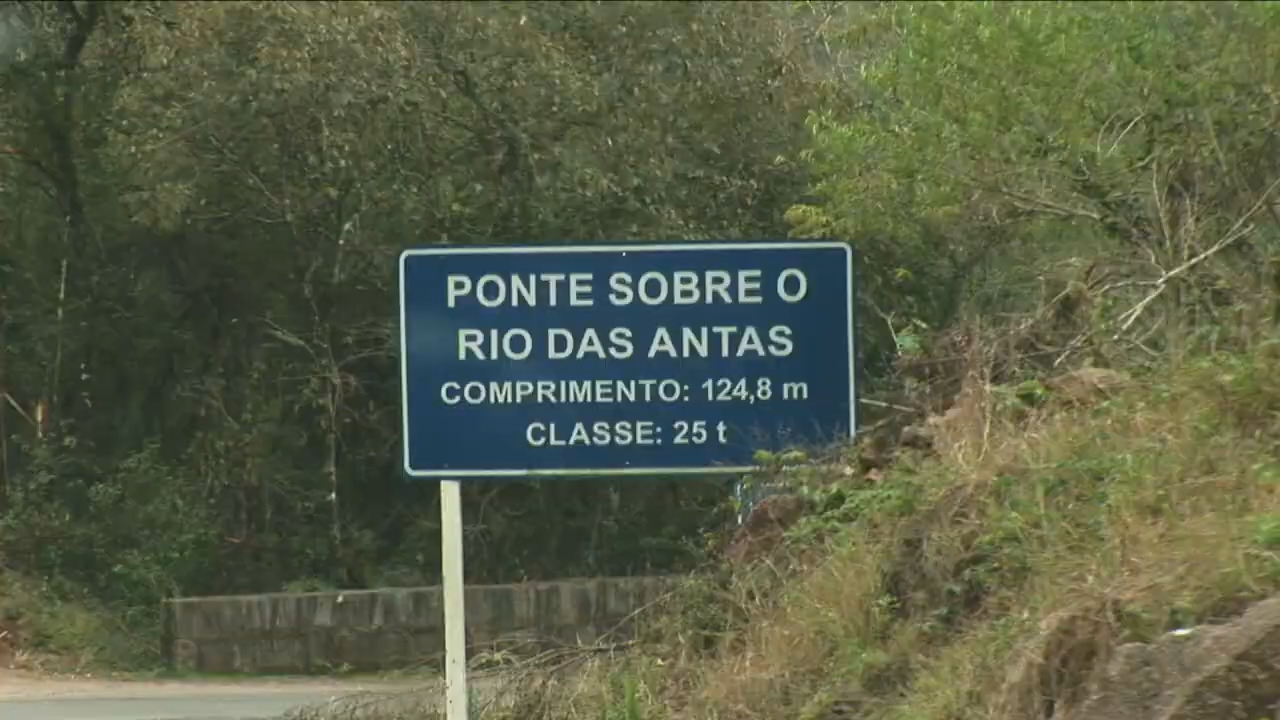 PONTE SOBRE O
RIO DAS ANTAS
COMPRIMENTO: 124,8 m
CLASSE: 25 t